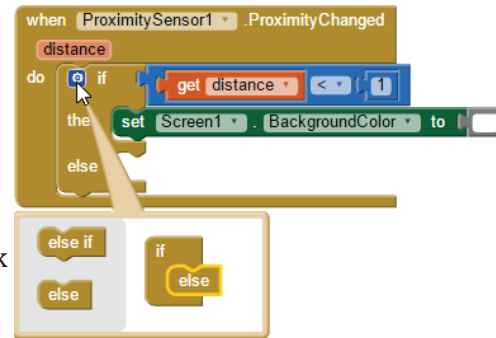 when ProximitySensor1 .ProximityChanged
distance
do if get distance < 1
then set Screen1 . BackgroundColor to
else
else if
if
else
else
k